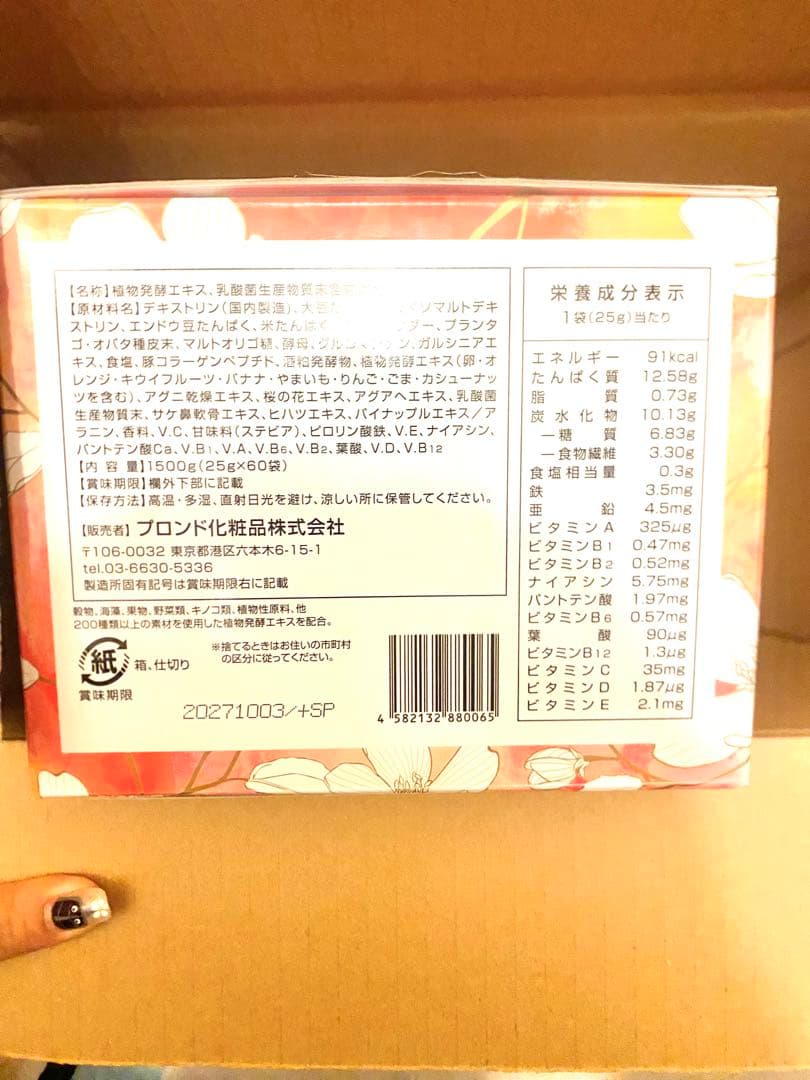 【名称】植物発酵エキス、乳酸菌生産物質末
【原材料名】デキストリン(国内製造)、大豆た ソマルトデキ
ストリン、エンドウ豆たんぱく、米たんぱく ダー、プランタ
ゴ・オバタ種皮末、マルトオリゴ糖、酵母、グルコ ン、ガルシニアエ
キス、食塩、豚コラーゲンペプチド、酒粕発酵物、植物発酵エキス(卵・オ
レンジ・キウイフルーツ・バナナ・やまいも・りんご・ごま・カシューナッ
ツを含む)、アグニ乾燥エキス、桜の花エキス、アグアヘエキス、乳酸菌
生産物質末、サケ鼻軟骨エキス、ヒハツエキス、パイナップルエキス/ア
ラニン、香料、V.C、甘味料(ステビア)、ピロリン酸鉄、V.E、ナイアシン、
パントテン酸Ca、V.B1、V.A、V.B6、V.B2、葉酸、V.D、V.B12
【内 容 量】1500g(25g×60袋)
【賞味期限】欄外下部に記載
【保存方法】高温・多湿、直射日光を避け、涼しい所に保管してください。
【販売者】プロンド化粧品株式会社
〒106-0032 東京都港区六本木6-15-1
tel.03-6630-5336
製造所固有記号は賞味期限右に記載
穀物、海藻、果物、野菜類、キノコ類、植物性原料、他
200種類以上の素材を使用した植物発酵エキスを配合。
紙
箱、仕切り
※捨てるときはお住いの市町村
の区分に従ってください。
賞味期限
20271003/+SP
4 582132 880065
栄養成分表示
1袋(25g)当たり
エネルギー 91kcal
たんぱく質 12.58g
脂 質 0.73g
炭水化物 10.13g
―糖 質 6.83g
―食物繊維 3.30g
食塩相当量 0.3g
鉄 3.5mg
亜 鉛 4.5mg
ビタミンA 325μg
ビタミンB1 0.47mg
ビタミンB2 0.52mg
ナイアシン 5.75mg
パントテン酸 1.97mg
ビタミンB6 0.57mg
葉 酸 90μg
ビタミンB12 1.3μg
ビタミンC 35mg
ビタミンD 1.87μg
ビタミンE 2.1mg